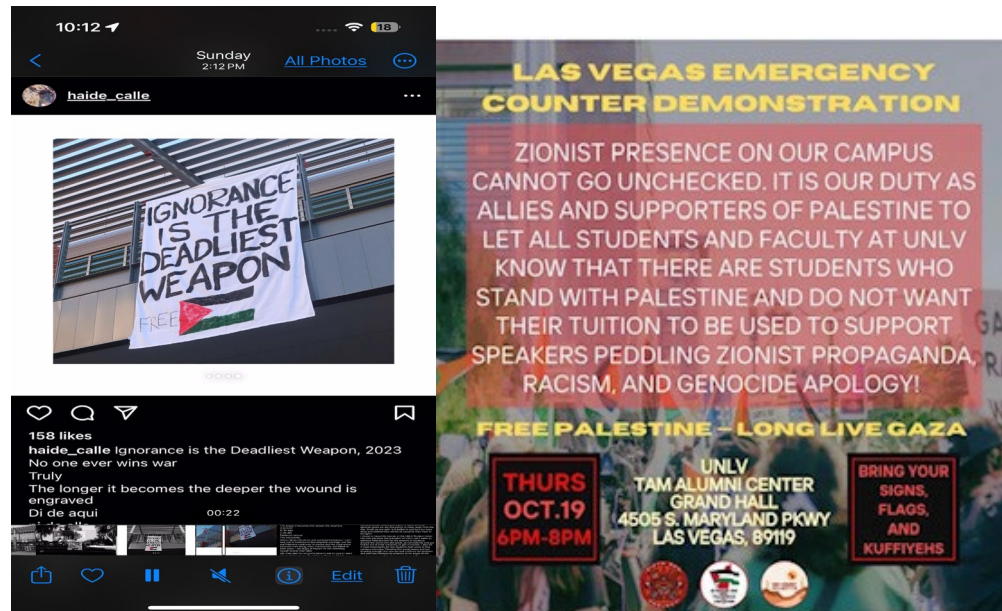 10:12
18
Sunday
2:12 PM
All Photos
haide_calle
IGNORANCE
IS THE
DEADLIEST
WEAPON
FREE
158 likes
haide_calle Ignorance is the Deadliest Weapon, 2023
No one ever wins war
Truly
The longer it becomes the deeper the wound is
engraved
Di de aqui
00:22
Edit
LAS VEGAS EMERGENCY
COUNTER DEMONSTRATION
ZIONIST PRESENCE ON OUR CAMPUS
CANNOT GO UNCHECKED. IT IS OUR DUTY AS
ALLIES AND SUPPORTERS OF PALESTINE TO
LET ALL STUDENTS AND FACULTY AT UNLV
KNOW THAT THERE ARE STUDENTS WHO
STAND WITH PALESTINE AND DO NOT WANT
THEIR TUITION TO BE USED TO SUPPORT
SPEAKERS PEDDLING ZIONIST PROPAGANDA,
RACISM, AND GENOCIDE APOLOGY!
FREE PALESTINE – LONG LIVE GAZA
THURS
OCT.19
6PM-8PM
UNLV
TAM ALUMNI CENTER
GRAND HALL
4505 S. MARYLAND PKWY
LAS VEGAS, 89119
BRING YOUR
SIGNS,
FLAGS,
AND
KUFFIYEHS